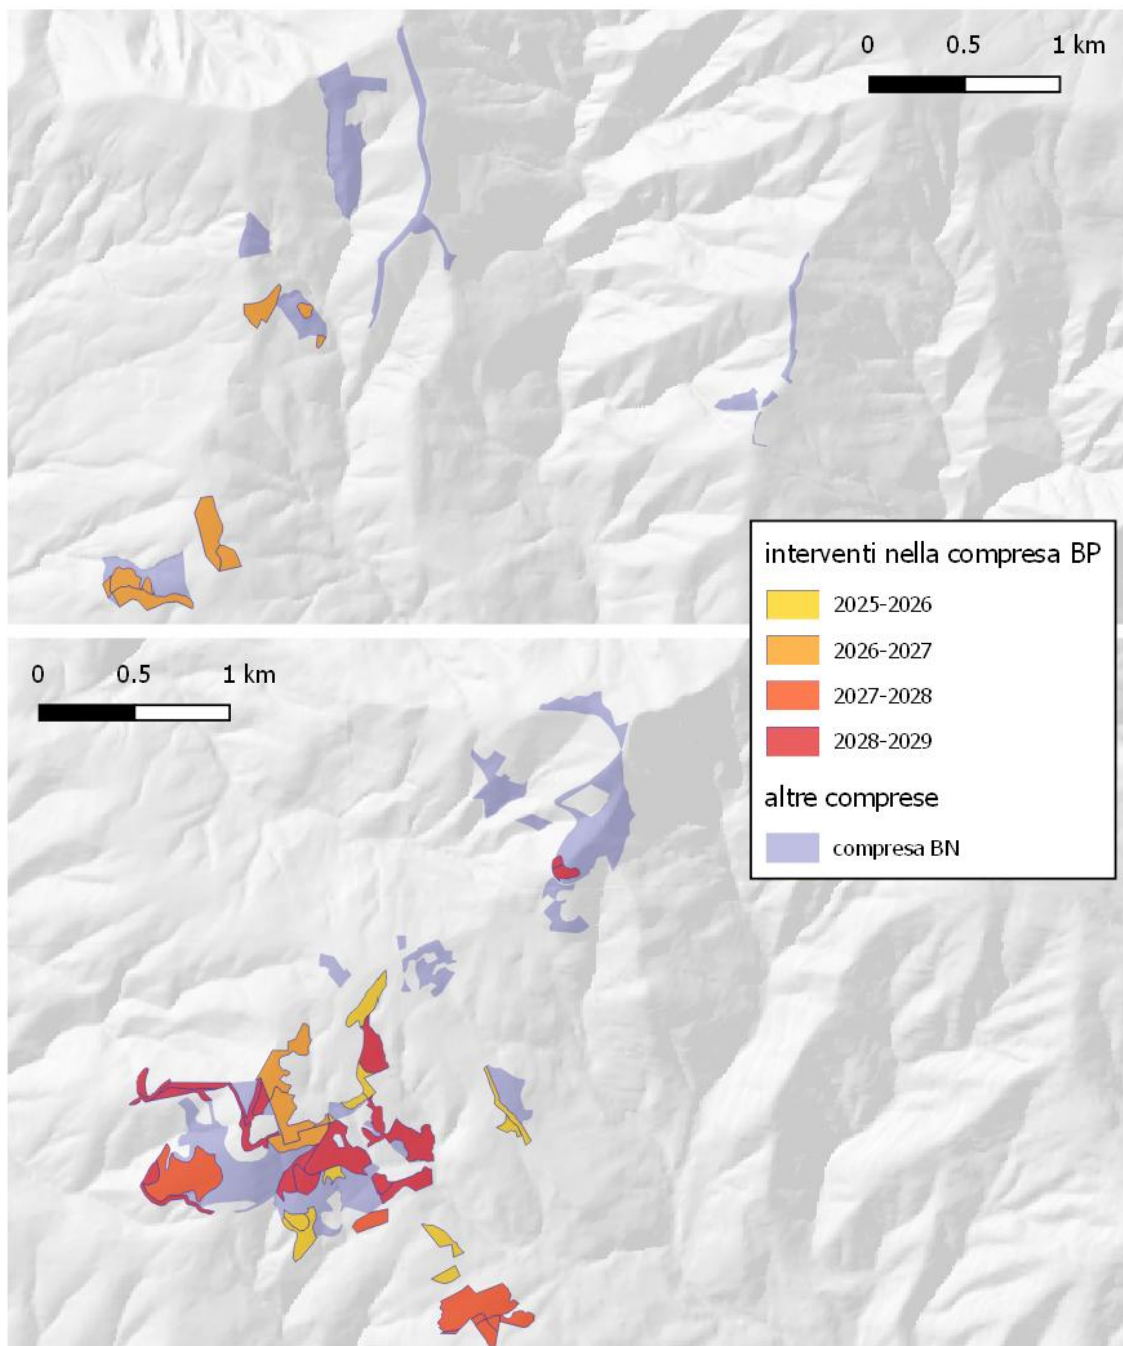 0 0.5 1 km
interventi nella compresa BP
2025-2026
2026-2027
2027-2028
2028-2029
altre comprese
compresa BN
0 0.5 1 km